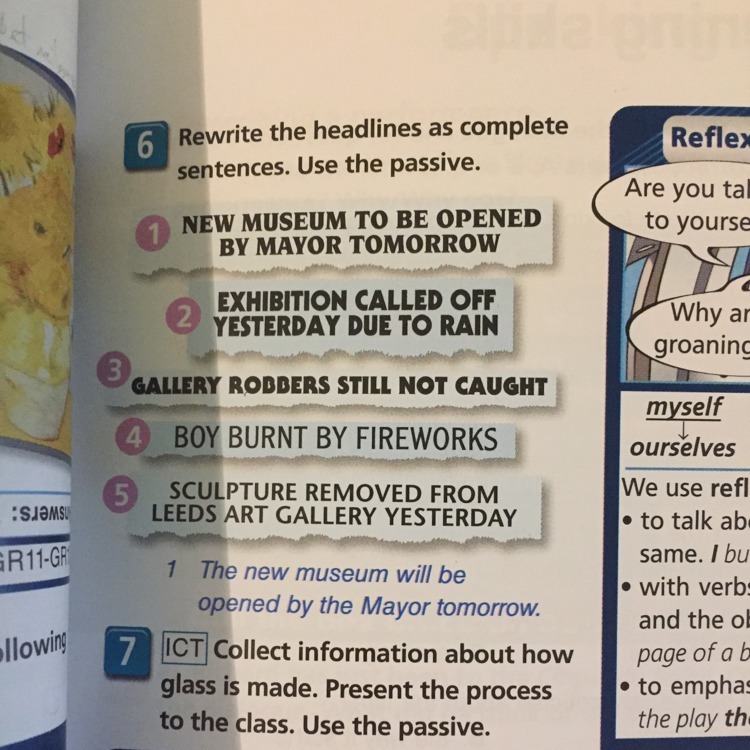 6 Rewrite the headlines as complete
sentences. Use the passive.
1 NEW MUSEUM TO BE OPENED
BY MAYOR TOMORROW
2 EXHIBITION CALLED OFF
YESTERDAY DUE TO RAIN
3 GALLERY ROBBERS STILL NOT CAUGHT
4 BOY BURNT BY FIREWORKS
5 SCULPTURE REMOVED FROM
LEEDS ART GALLERY YESTERDAY
1 The new museum will be
opened by the Mayor tomorrow.
7 ICT Collect information about how
glass is made. Present the process
to the class. Use the passive.
Reflex
Are you tal
to yourse
Why ar
groaning
myself
ourselves
We use refl
• to talk abo
same. I bu
• with verbs
and the ob
page of a b
• to emphas
the play th
GR11-GR
llowing